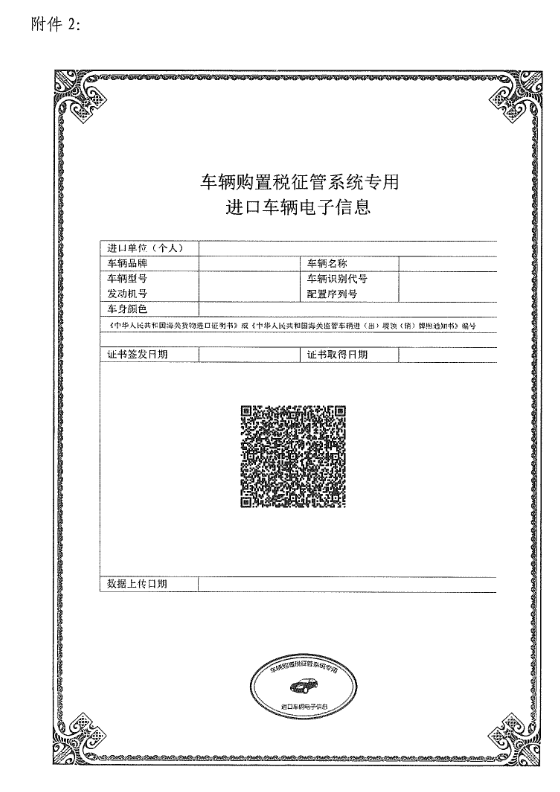 附件 2:
车辆购置税征管系统专用
进口车辆电子信息
进口单位（个人）
车辆品牌 车辆名称
车辆型号 车辆识别代号
发动机号 配置序列号
车身颜色
《中华人民共和国海关货物进口证明书》或《中华人民共和国海关监管车辆进（出）境领（销）牌照通知书》编号
证书签发日期 证书取得日期
数据上传日期
车辆购置税征管系统专用
进口车辆电子信息